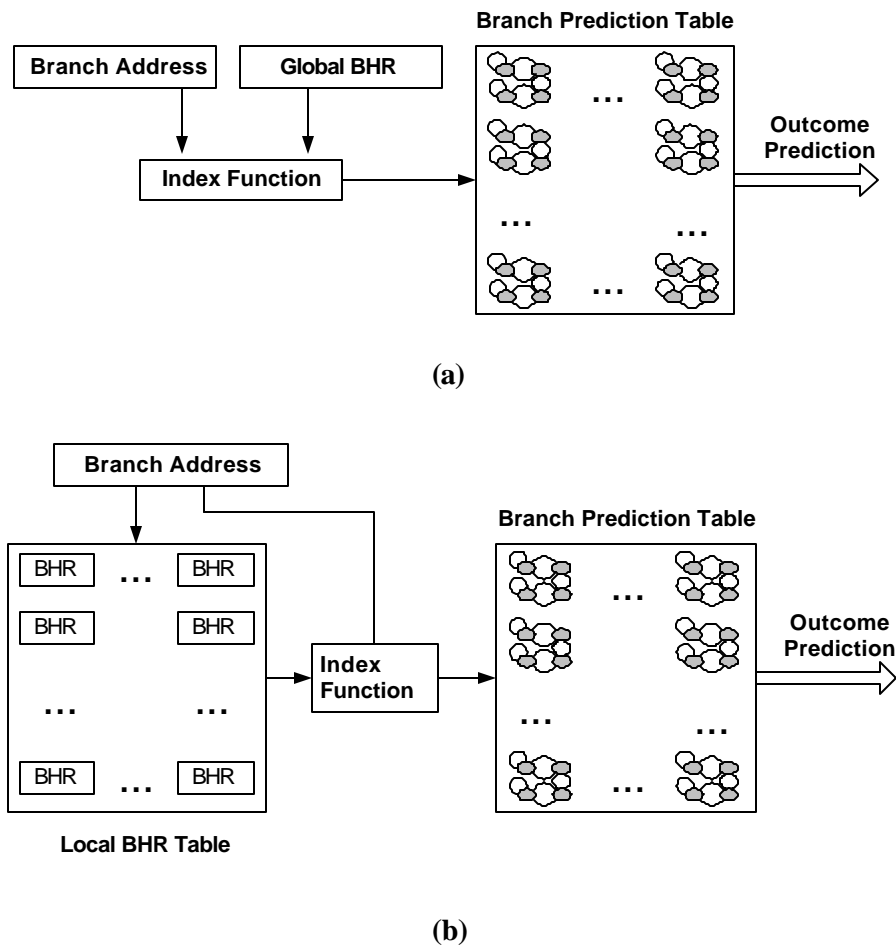 Branch Prediction Table
Branch Address
Global BHR
Index Function
...
...
...
...
Outcome
Prediction
(a)
Branch Address
Branch Prediction Table
BHR
...
BHR
BHR
BHR
...
...
BHR
...
BHR
Local BHR Table
Index
Function
...
...
...
...
Outcome
Prediction
(b)